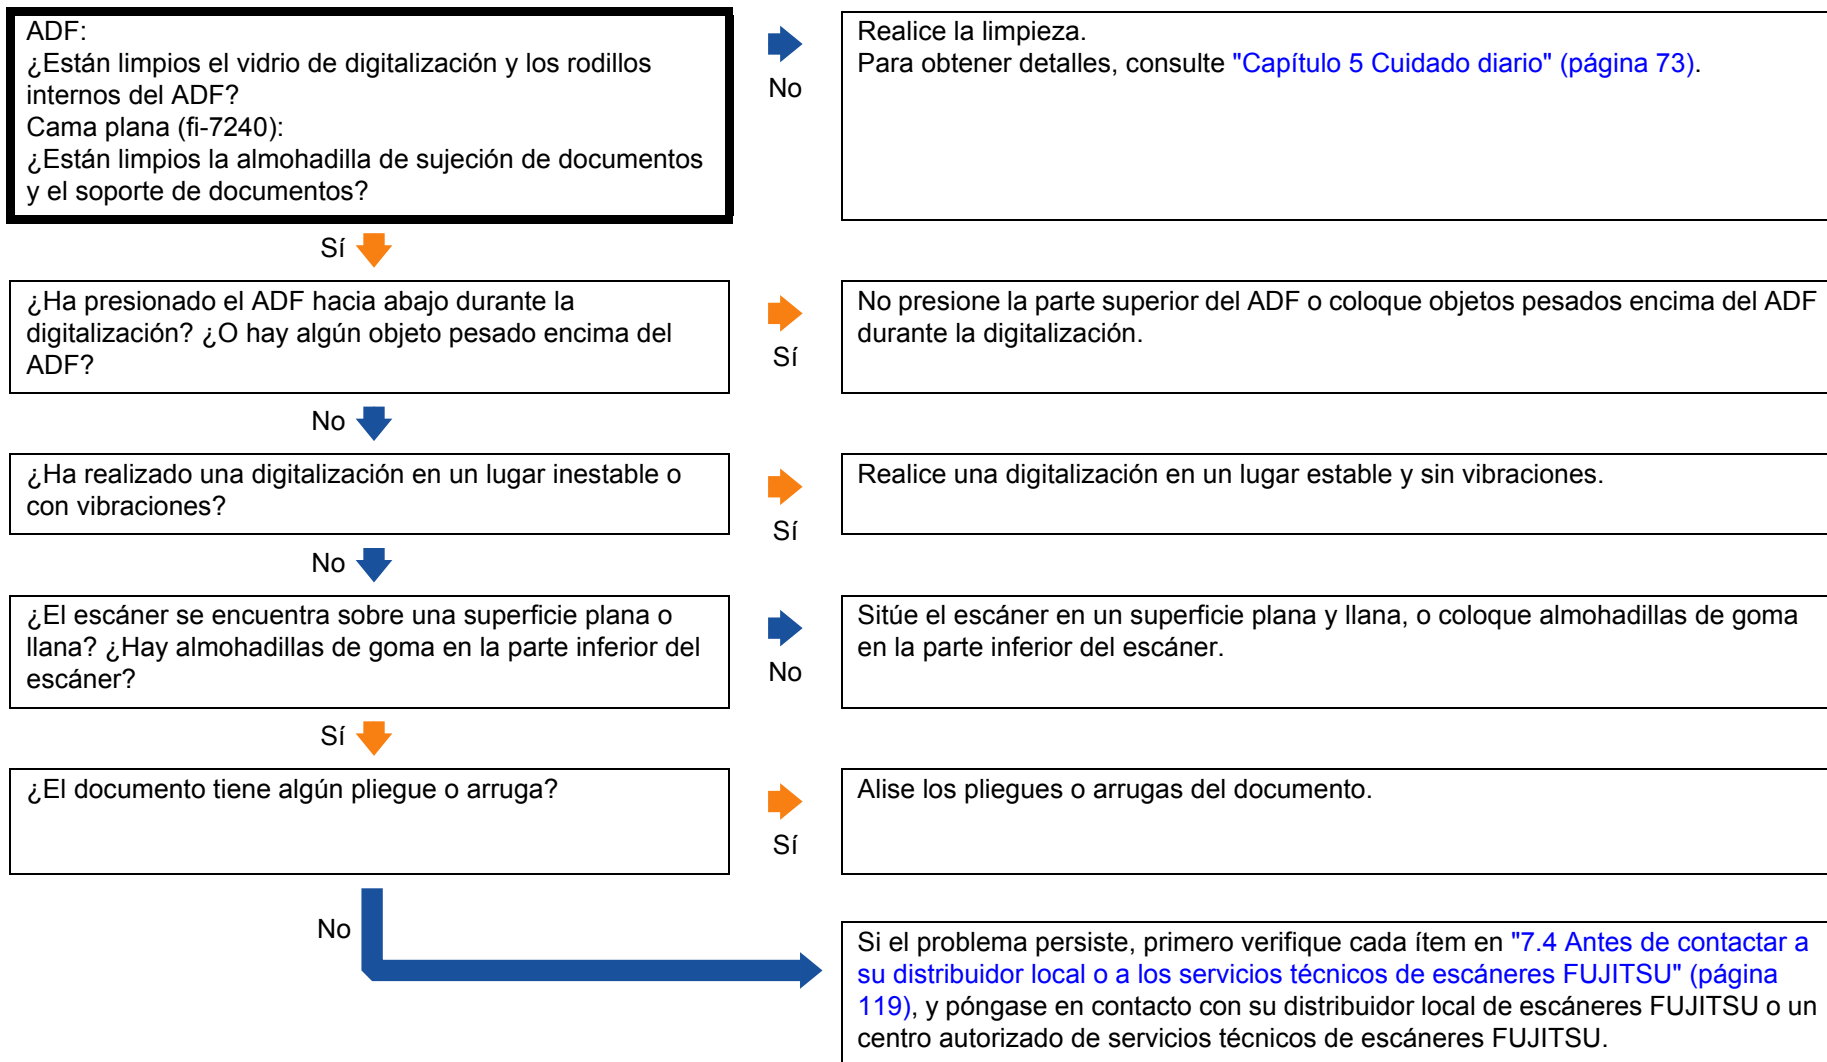 ADF:
¿Están limpios el vidrio de digitalización y los rodillos
internos del ADF?
Cama plana (fi-7240):
¿Están limpios la almohadilla de sujeción de documentos
y el soporte de documentos?
No
Realice la limpieza.
Para obtener detalles, consulte "Capítulo 5 Cuidado diario" (página 73).
Sí
¿Ha presionado el ADF hacia abajo durante la
digitalización? ¿O hay algún objeto pesado encima del
ADF?
Sí
No presione la parte superior del ADF o coloque objetos pesados encima del ADF
durante la digitalización.
No
¿Ha realizado una digitalización en un lugar inestable o
con vibraciones?
Sí
Realice una digitalización en un lugar estable y sin vibraciones.
No
¿El escáner se encuentra sobre una superficie plana o
llana? ¿Hay almohadillas de goma en la parte inferior del
escáner?
No
Sitúe el escáner en un superficie plana y llana, o coloque almohadillas de goma
en la parte inferior del escáner.
Sí
¿El documento tiene algún pliegue o arruga?
Sí
Alise los pliegues o arrugas del documento.
No
Si el problema persiste, primero verifique cada ítem en "7.4 Antes de contactar a
su distribuidor local o a los servicios técnicos de escáneres FUJITSU" (página
119), y póngase en contacto con su distribuidor local de escáneres FUJITSU o un
centro autorizado de servicios técnicos de escáneres FUJITSU.